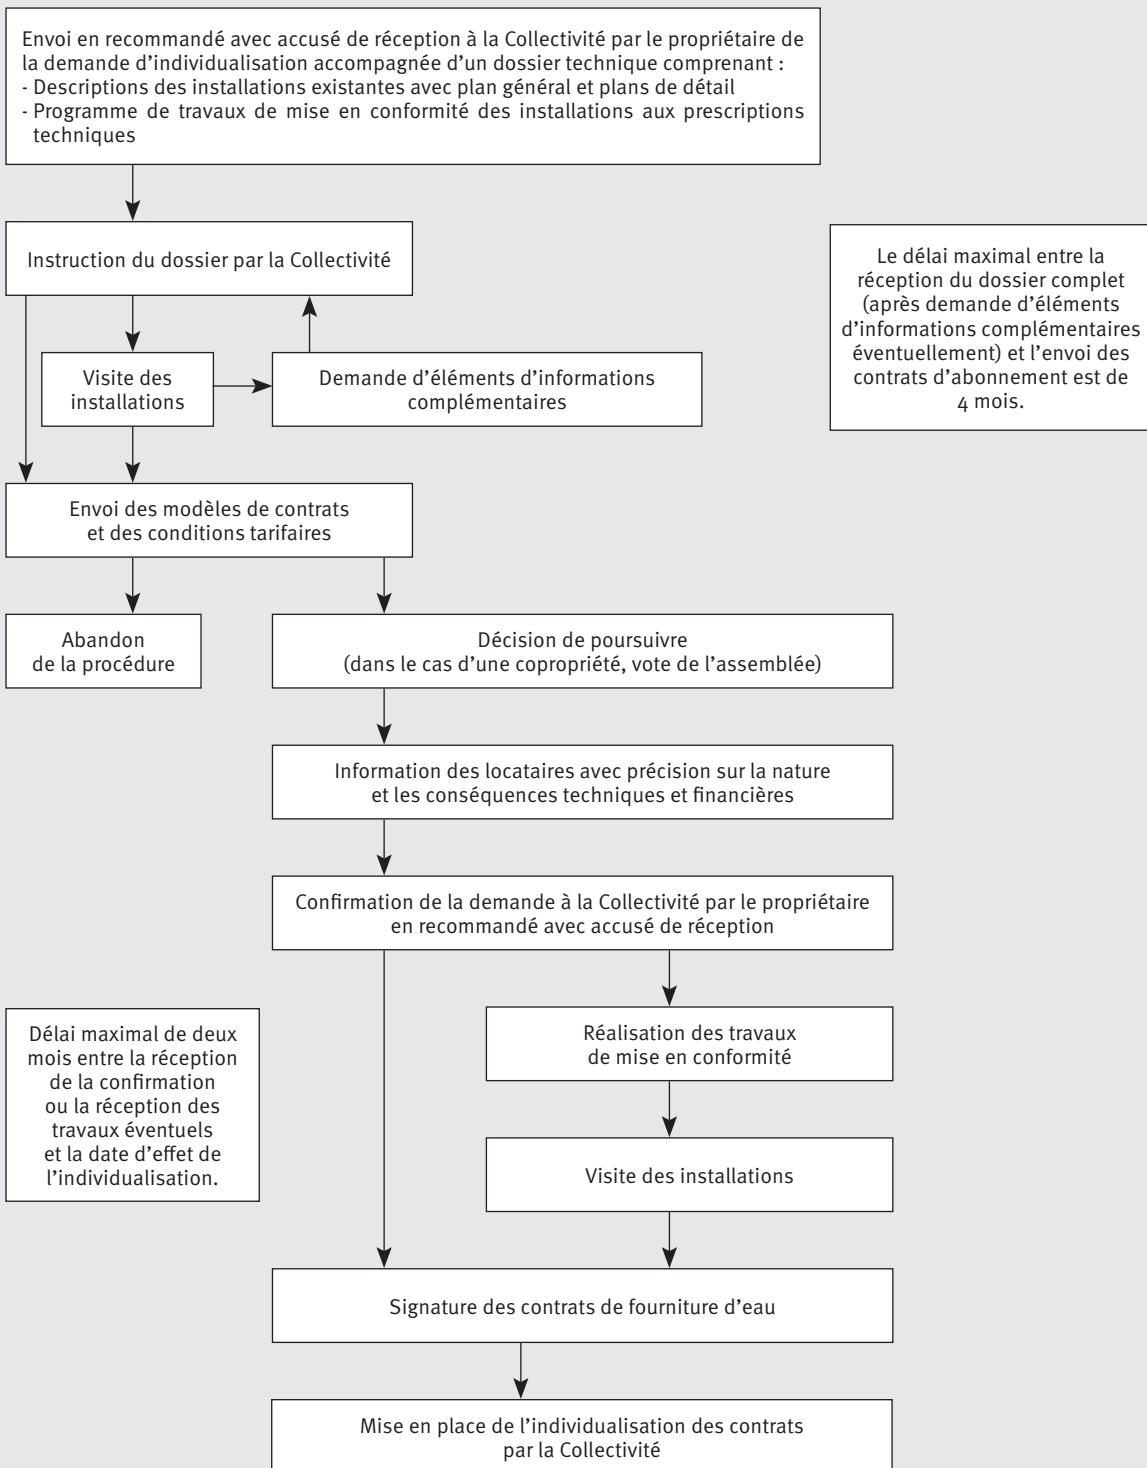 Envoi en recommandé avec accusé de réception à la Collectivité par le propriétaire de
la demande d'individualisation accompagnée d'un dossier technique comprenant :
- Descriptions des installations existantes avec plan général et plans de détail
- Programme de travaux de mise en conformité des installations aux prescriptions
techniques
Instruction du dossier par la Collectivité
Le délai maximal entre la
réception du dossier complet
(après demande d'éléments
d'informations complémentaires
éventuellement) et l'envoi des
contrats d'abonnement est de
4 mois.
Visite des
installations
Demande d'éléments d'informations
complémentaires
Envoi des modèles de contrats
et des conditions tarifaires
Abandon
de la procédure
Décision de poursuivre
(dans le cas d'une copropriété, vote de l'assemblée)
Information des locataires avec précision sur la nature
et les conséquences techniques et financières
Confirmation de la demande à la Collectivité par le propriétaire
en recommandé avec accusé de réception
Délai maximal de deux
mois entre la réception
de la confirmation
ou la réception des
travaux éventuels
et la date d'effet de
l'individualisation.
Réalisation des travaux
de mise en conformité
Visite des installations
Signature des contrats de fourniture d'eau
Mise en place de l'individualisation des contrats
par la Collectivité